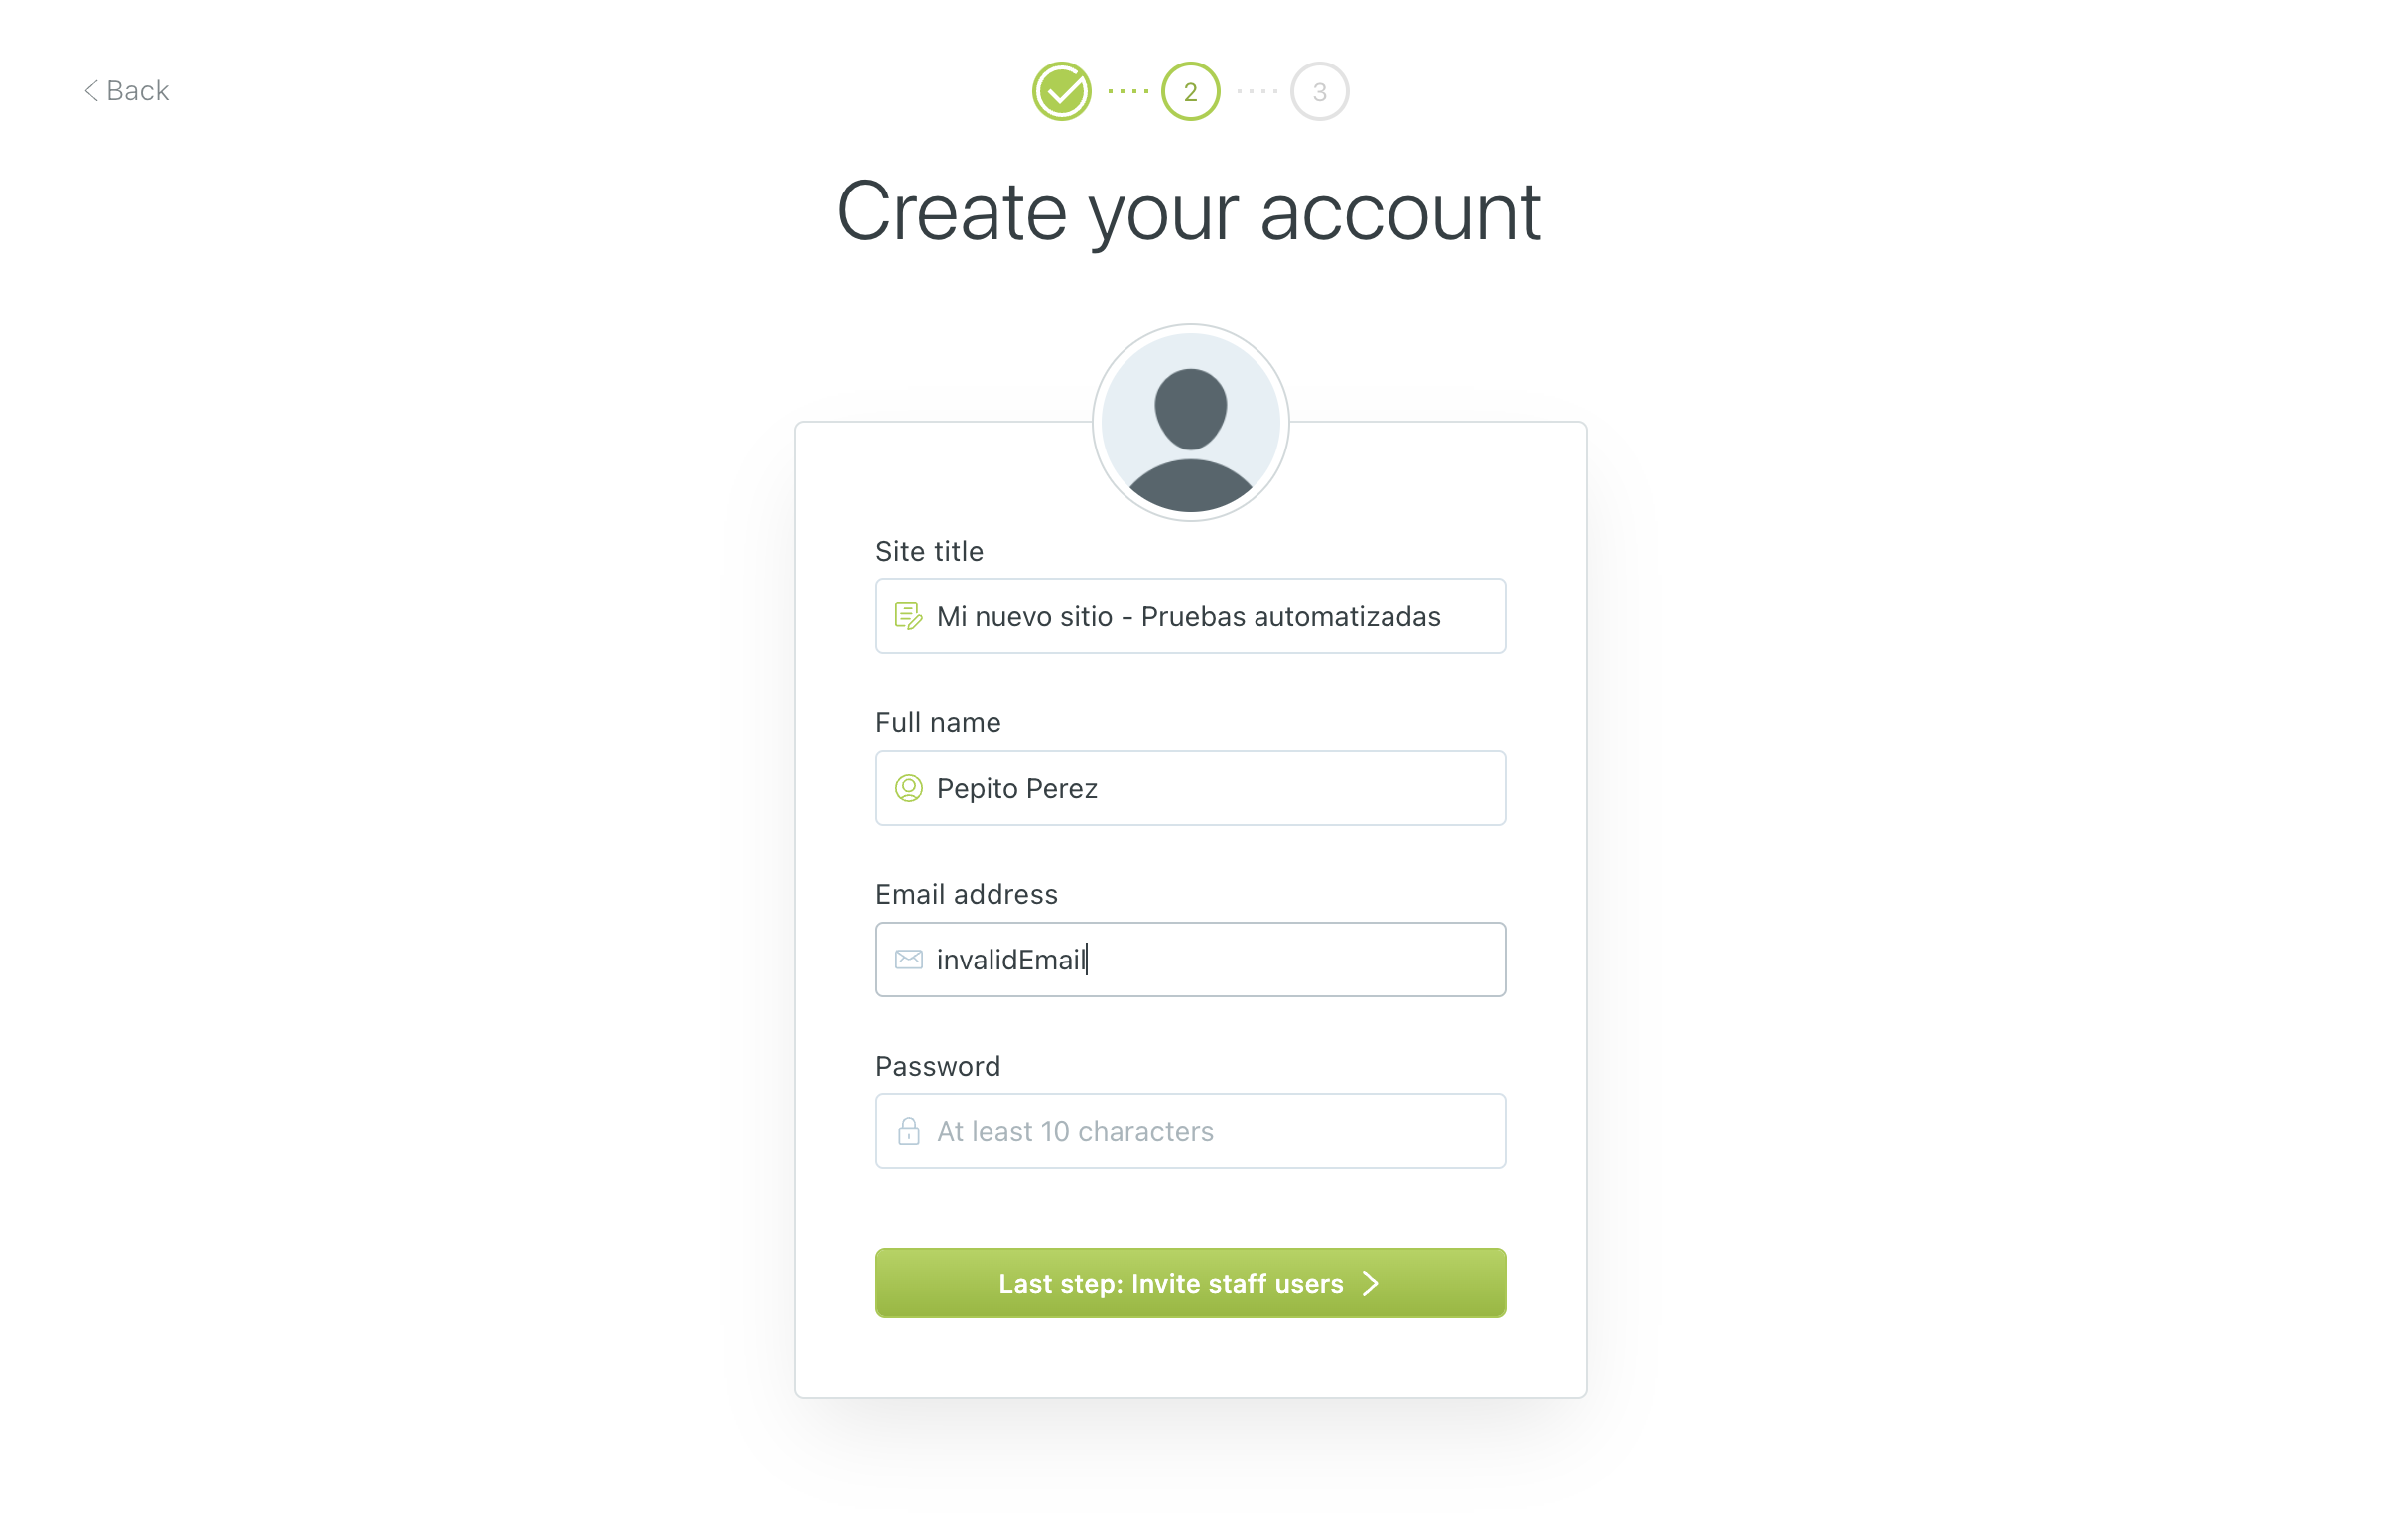 Back
2
3
Create your account
Site title
Mi nuevo sitio - Pruebas automatizadas
Full name
Pepito Perez
Email address
invalidEmail
Password
At least 10 characters
Last step: Invite staff users